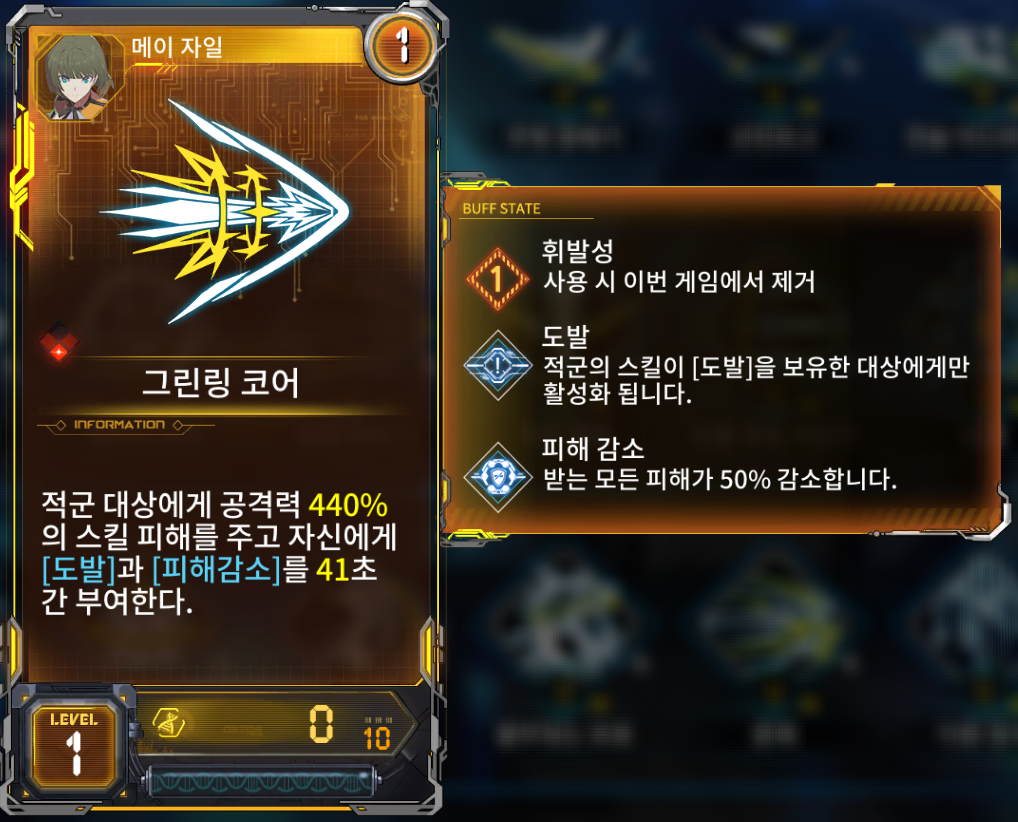 메이 자일
1
그린링 코어
INFORMATION
적군 대상에게 공격력 440%
의 스킬 피해를 주고 자신에게
[도발]과 [피해감소]를 41초
간 부여한다.
LEVEL
1
0
10
BUFF STATE
1
휘발성
사용 시 이번 게임에서 제거
도발
적군의 스킬이 [도발]을 보유한 대상에게만
활성화 됩니다.
피해 감소
받는 모든 피해가 50% 감소합니다.